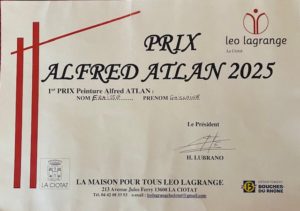 leo lagrange
La Ciotat
PRIX
ALFRED ATLAN 2025
1er PRIX Peinture Alfred ATLAN :
NOM PRENOM
Le Président
H. LUBRANO
LA CIOTAT
LA MAISON POUR TOUS LEO LAGRANGE
213 Avenue Jules Ferry 13600 LA CIOTAT
DEPARTEMENT
BOUCHES
DU RHÔNE